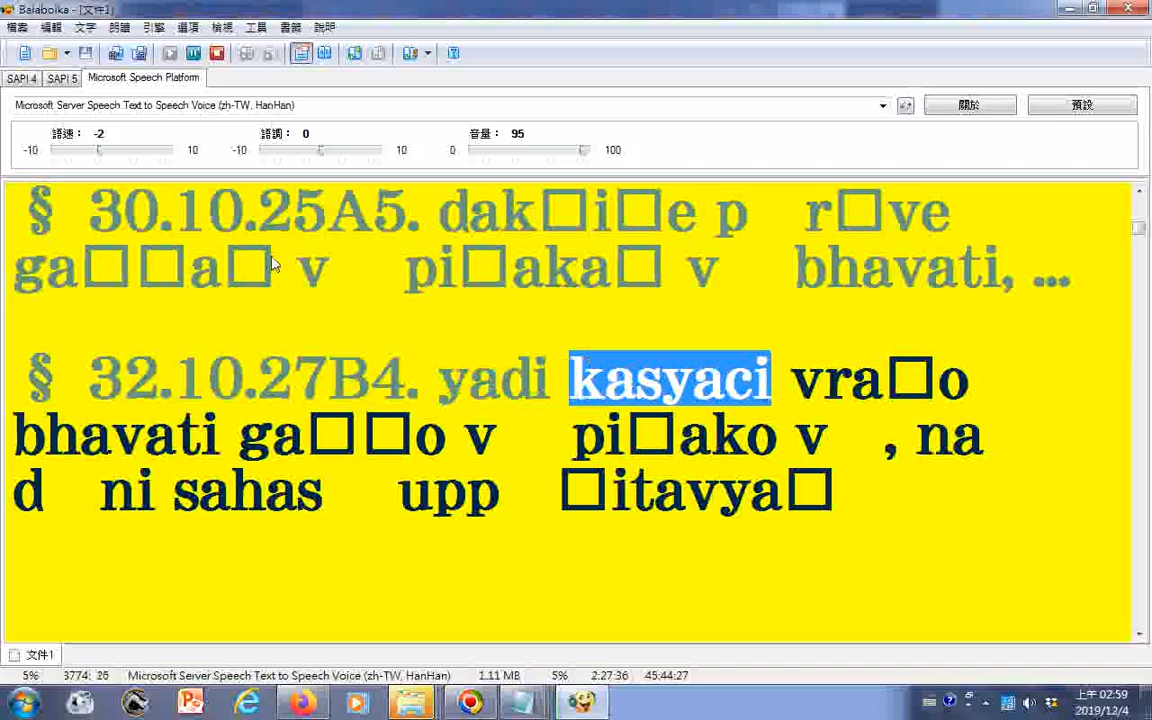 Balabolka - [文件1]
檔案 編輯 文字 朗讀 引擎 選項 檢視 工具 書籤 說明
SAPI 4 SAPI 5 Microsoft Speech Platform
Microsoft Server Speech Text to Speech Voice (zh-TW, HanHan) 關於 預設
語速： -2 語調： 0 音量： 95
-10 10 -10 10 0 100
§ 30.10.25A5. dak□i□e p r□ve
ga□□a□ v pi□aka□ v bhavati, ...
§ 32.10.27B4. yadi kasyaci vra□o
bhavati ga□□o v pi□ako v , na
d ni sahas upp □itavya□
文件1
5% 3774: 26 Microsoft Server Speech Text to Speech Voice (zh-TW, HanHan) 1.11 MB 5% 2:27:36 45:44:27
上午 02:59
2019/12/4